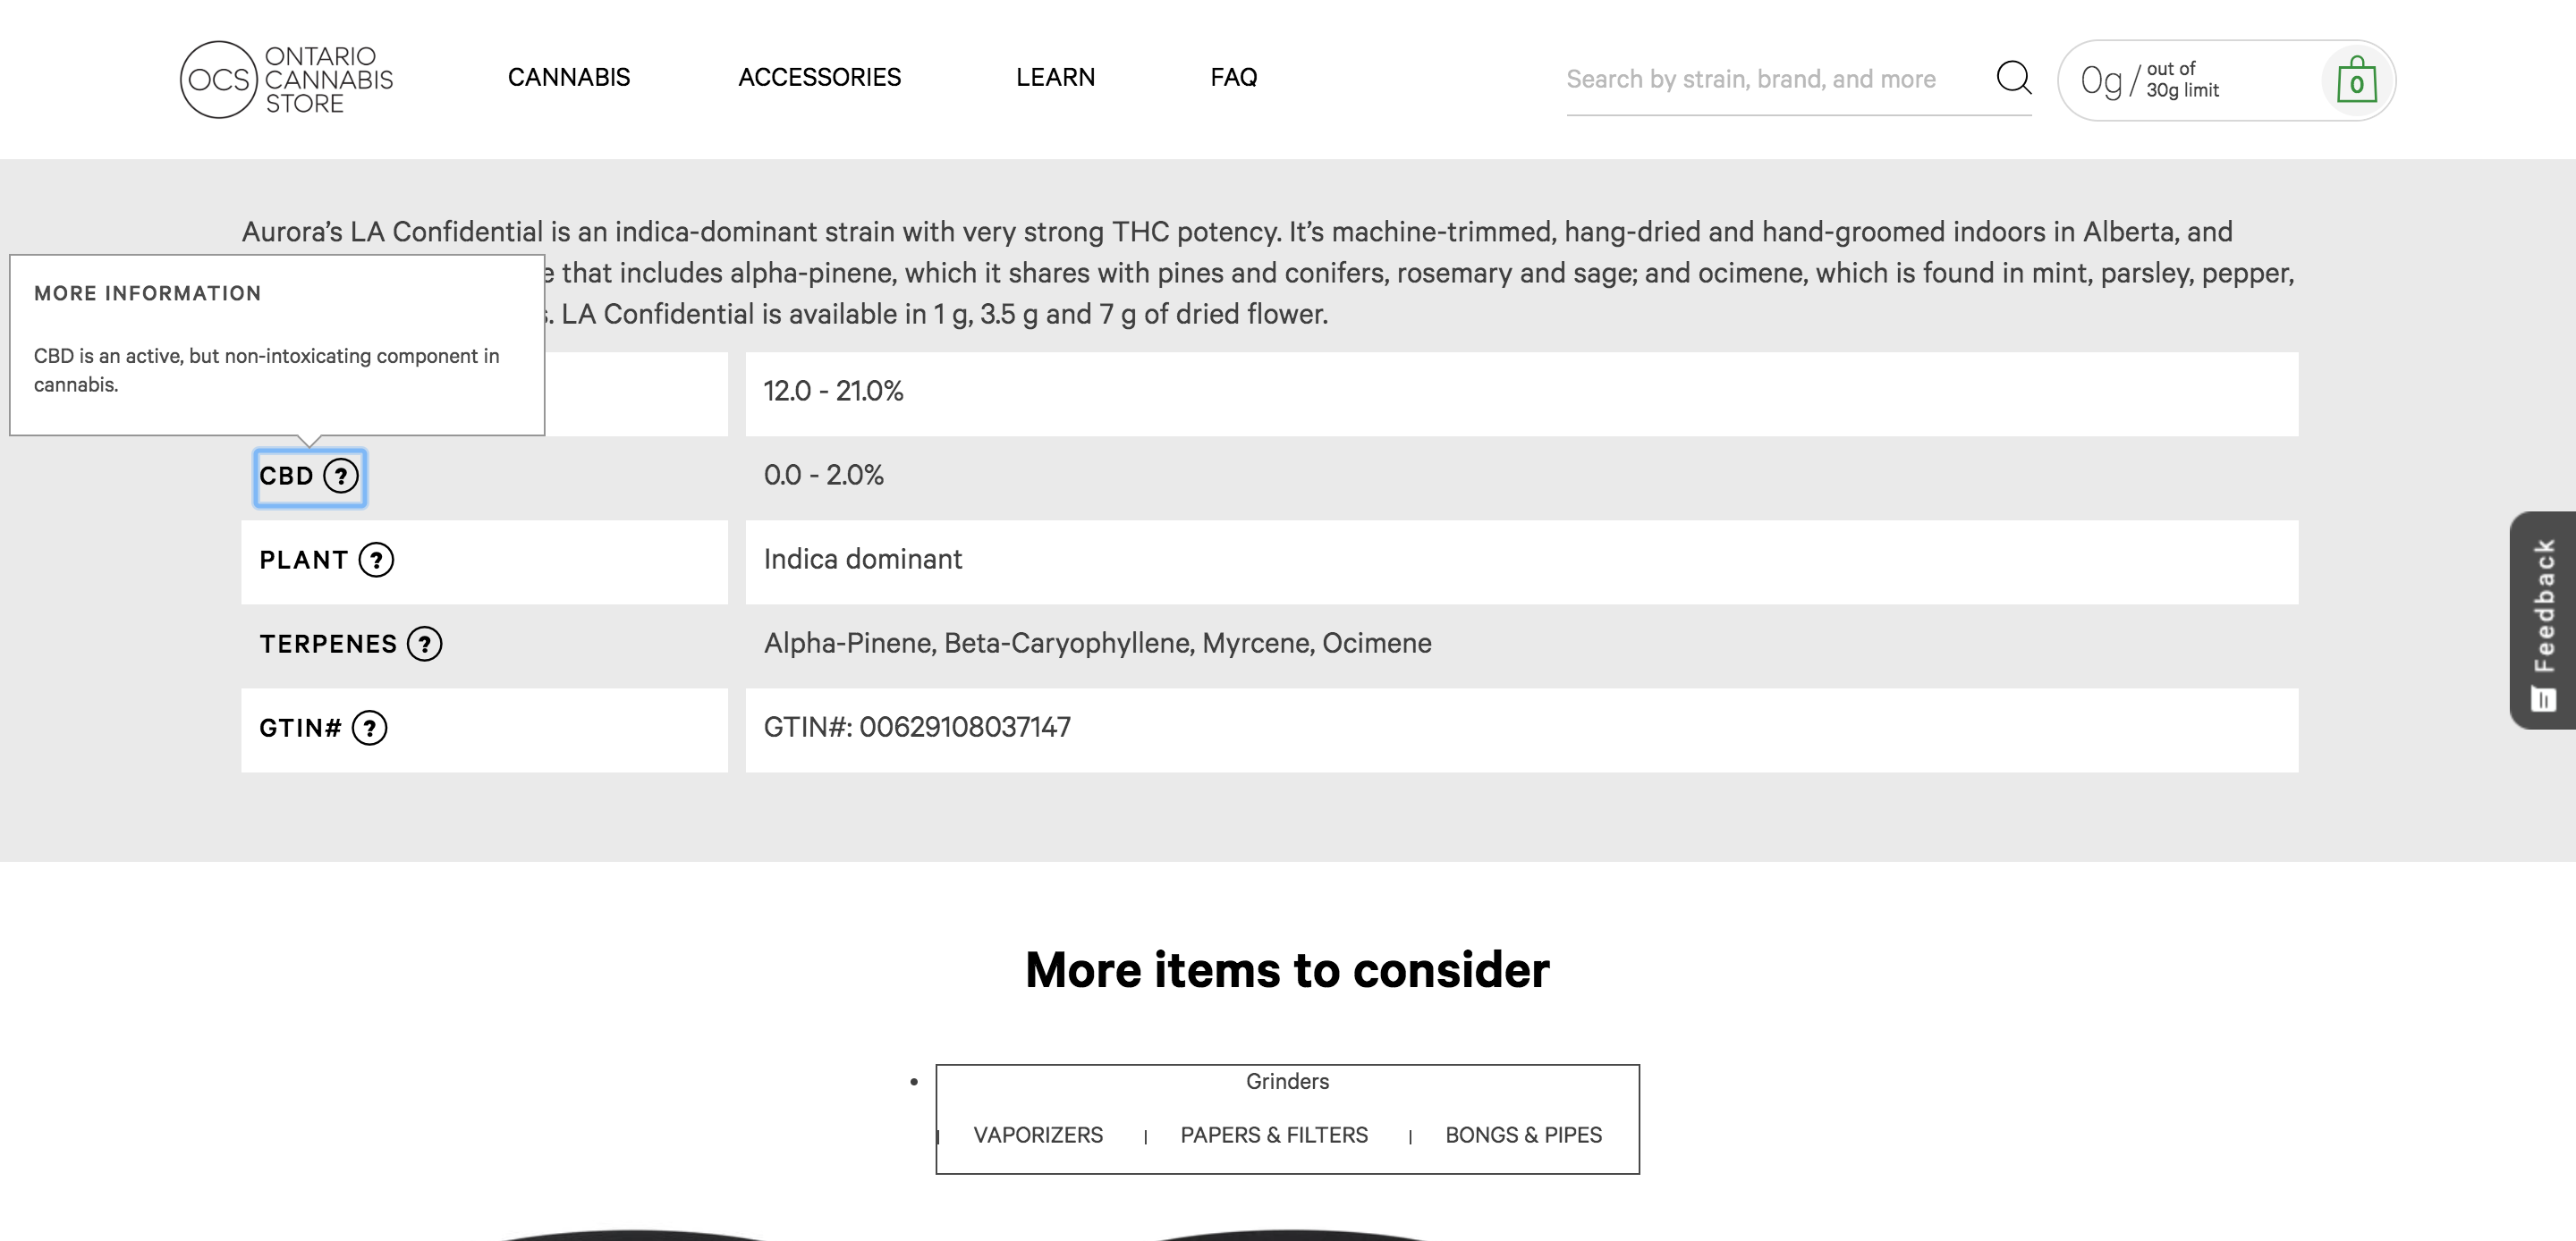 OCS
ONTARIO
CANNABIS
STORE
CANNABIS
ACCESSORIES
LEARN
FAQ
Search by strain, brand, and more
0g / out of
30g limit
0
Aurora’s LA Confidential is an indica-dominant strain with very strong THC potency. It’s machine-trimmed, hang-dried and hand-groomed indoors in Alberta, and
that includes alpha-pinene, which it shares with pines and conifers, rosemary and sage; and ocimene, which is found in mint, parsley, pepper,
LA Confidential is available in 1 g, 3.5 g and 7 g of dried flower.
MORE INFORMATION
CBD is an active, but non-intoxicating component in
cannabis.
12.0 - 21.0%
CBD ? 0.0 - 2.0%
PLANT ? Indica dominant
TERPENES ? Alpha-Pinene, Beta-Caryophyllene, Myrcene, Ocimene
GTIN# ? GTIN#: 00629108037147
Feedback
More items to consider
• Grinders
| VAPORIZERS | PAPERS & FILTERS | BONGS & PIPES